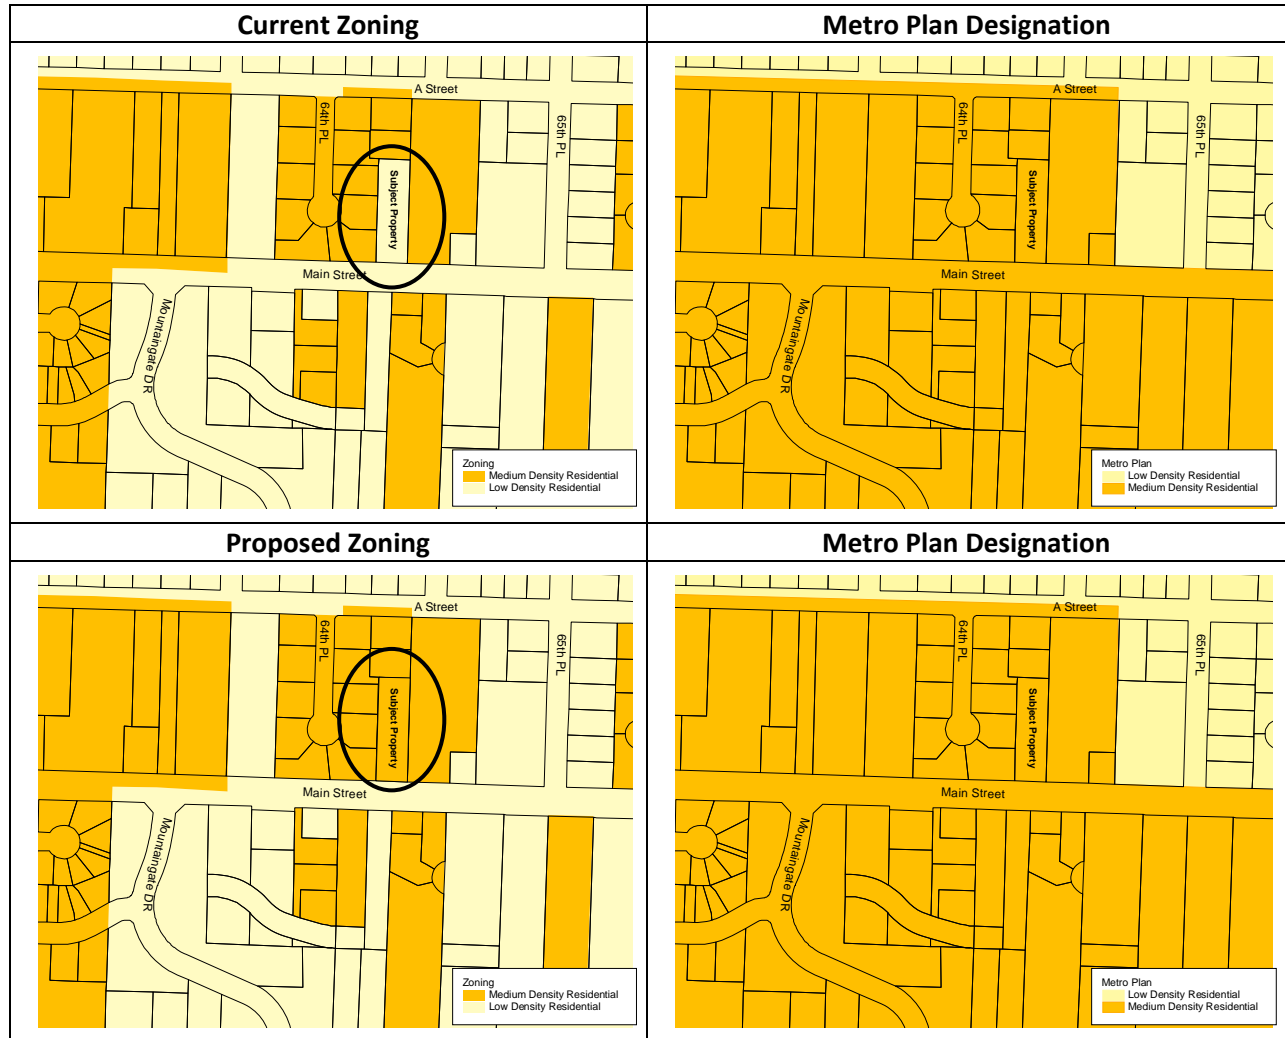 Current Zoning
Metro Plan Designation
A Street
64th PL
65th PL
Subject Property
Main Street
Mountaingate DR
Zoning
Medium Density Residential
Low Density Residential
A Street
64th PL
65th PL
Subject Property
Main Street
Mountaingate DR
Metro Plan
Low Density Residential
Medium Density Residential
Proposed Zoning
Metro Plan Designation
A Street
64th PL
65th PL
Subject Property
Main Street
Mountaingate DR
Zoning
Medium Density Residential
Low Density Residential
A Street
64th PL
65th PL
Subject Property
Main Street
Mountaingate DR
Metro Plan
Low Density Residential
Medium Density Residential